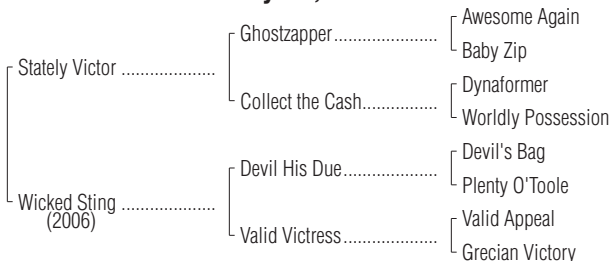 Awesome Again
Ghostzapper
Baby Zip
Stately Victor
Dynaformer
Collect the Cash
Worldly Possession
Devil's Bag
Devil His Due
Plenty O'Toole
Wicked Sting
(2006)
Valid Appeal
Valid Victress
Grecian Victory